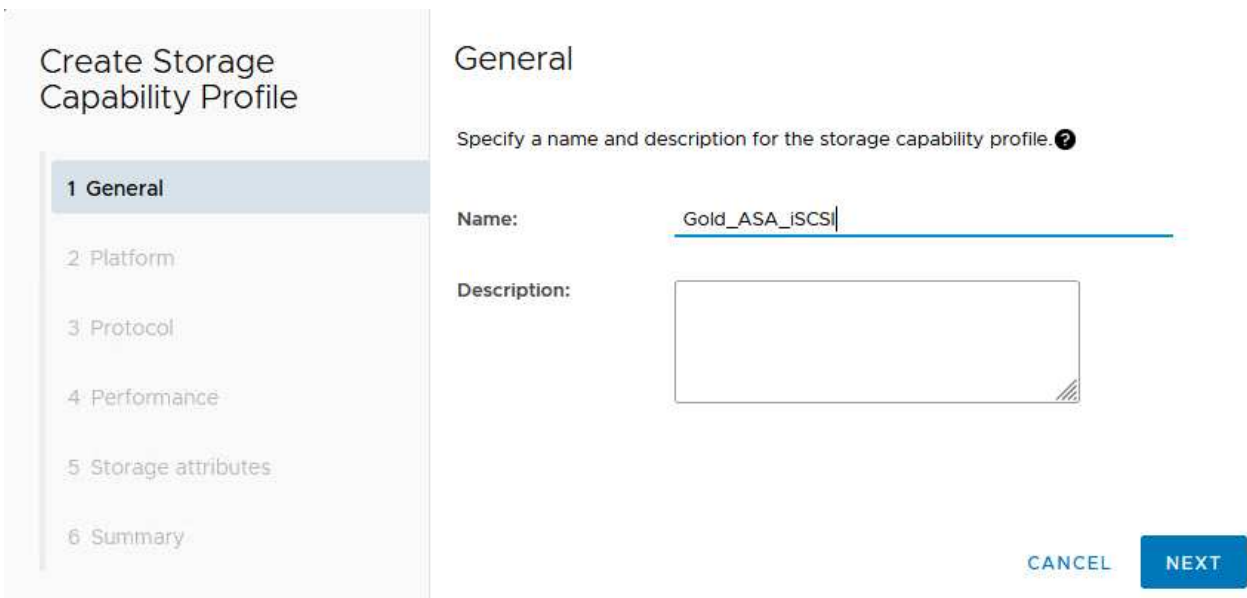 Create Storage
Capability Profile
1 General
2 Platform
3 Protocol
4 Performance
5 Storage attributes
6 Summary
General
Specify a name and description for the storage capability profile.?
Name: Gold_ASA_iSCSI
Description:
CANCEL NEXT